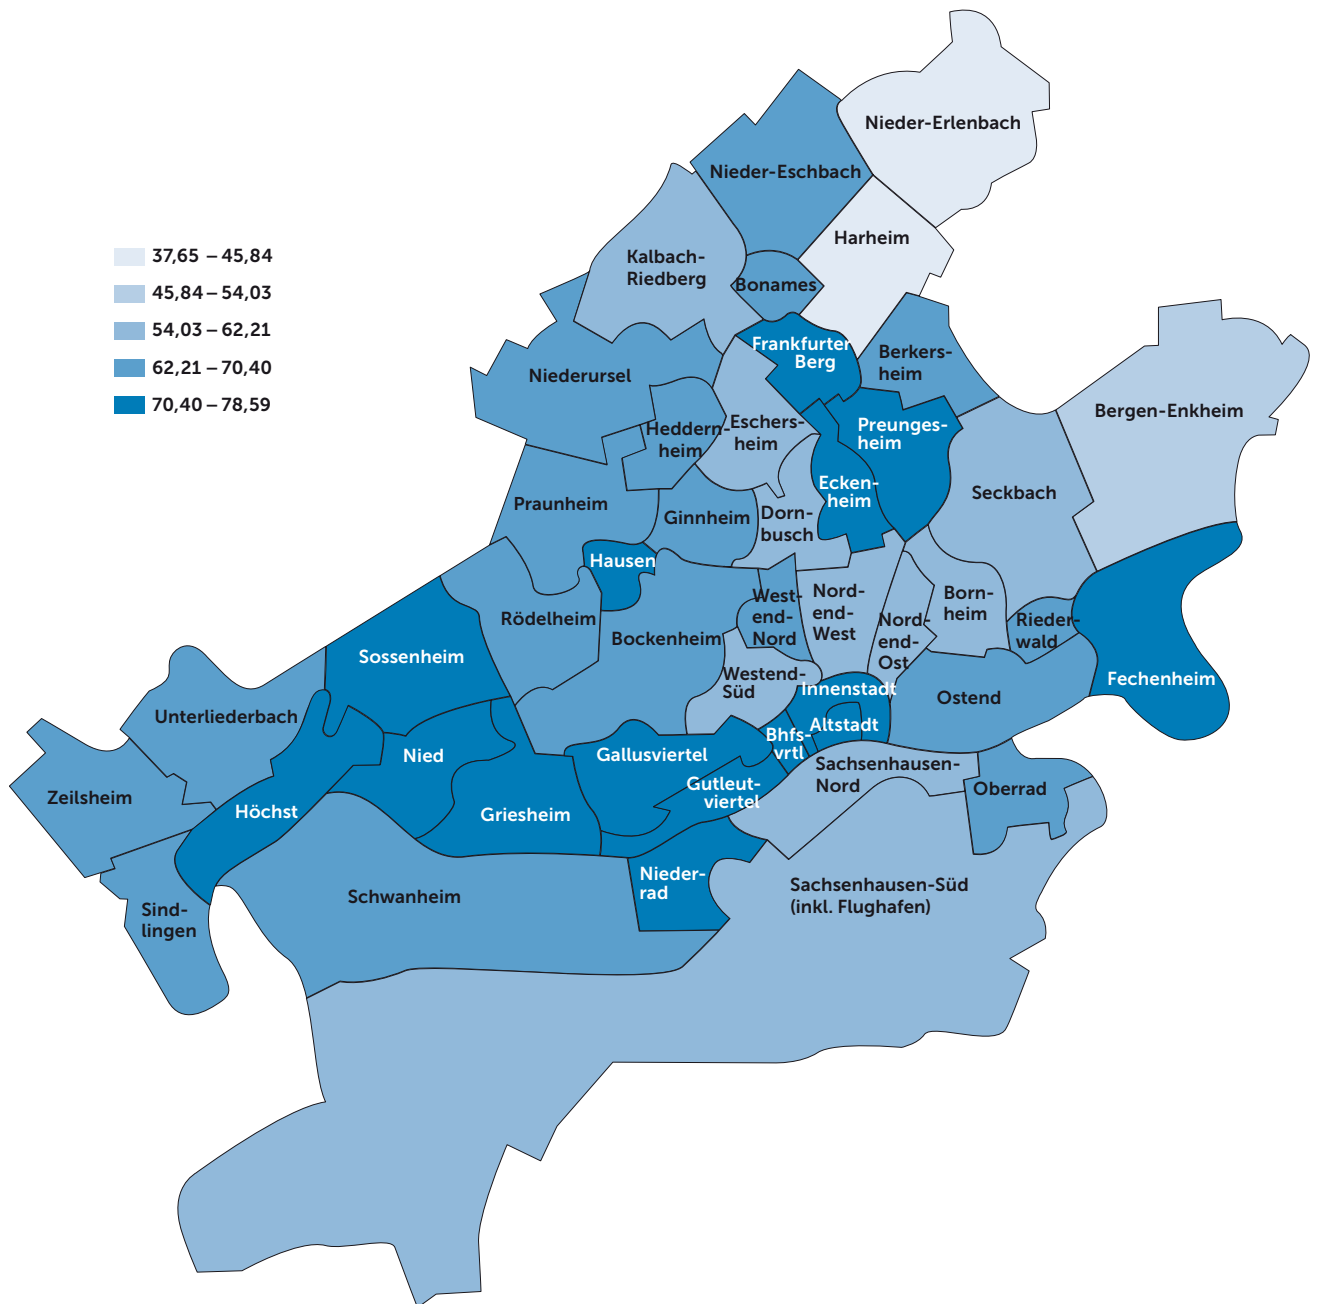 Nieder-Erlenbach
Nieder-Eschbach
Harheim
Kalbach-
Riedberg
Bonames
37,65 – 45,84
45,84 – 54,03
54,03 – 62,21
62,21 – 70,40
70,40 – 78,59
Frankfurter
Berg
Berkers-
heim
Niederursel
Bergen-Enkheim
Heddern-
heim
Eschers-
heim
Preunges-
heim
Ecken-
heim
Seckbach
Praunheim
Ginnheim
Dorn-
busch
Hausen
West-
end-
Nord
Nord-
end-
West
Nord-
end-
Ost
Born-
heim
Rieder-
wald
Rödelheim
Bockenheim
Sossenheim
Westend-
Süd
Innenstadt
Fechenheim
Ostend
Unterliederbach
Altstadt
Bhfs-
vrtl
Nied
Gallusviertel
Gutleut-
viertel
Sachsenhausen-
Nord
Oberrad
Zeilsheim
Höchst
Griesheim
Nieder-
rad
Schwanheim
Sachsenhausen-Süd
(inkl. Flughafen)
Sind-
lingen